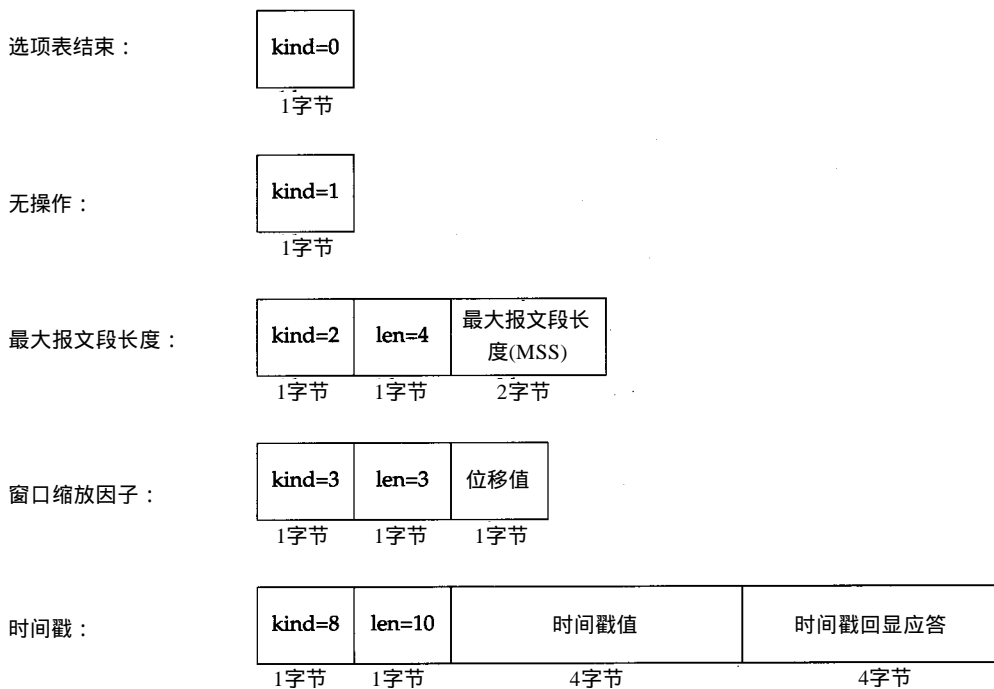 选项表结束：
kind=0
1字节
无操作：
kind=1
1字节
最大报文段长度：
kind=2 len=4 最大报文段长
度(MSS)
1字节 1字节 2字节
窗口缩放因子：
kind=3 len=3 位移值
1字节 1字节 1字节
时间戳：
kind=8 len=10 时间戳值 时间戳回显应答
1字节 1字节 4字节 4字节